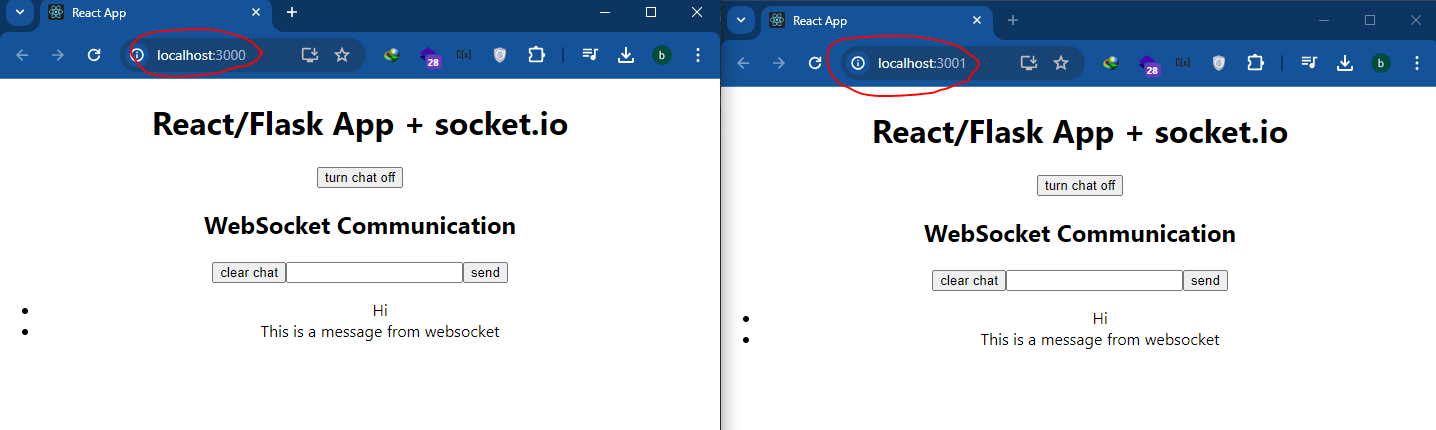 React App
localhost:3000
28
C[x]
b
React/Flask App + socket.io
turn chat off
WebSocket Communication
clear chat
send
Hi
This is a message from websocket
React App
localhost:3001
28
C[x]
b
React/Flask App + socket.io
turn chat off
WebSocket Communication
clear chat
send
Hi
This is a message from websocket